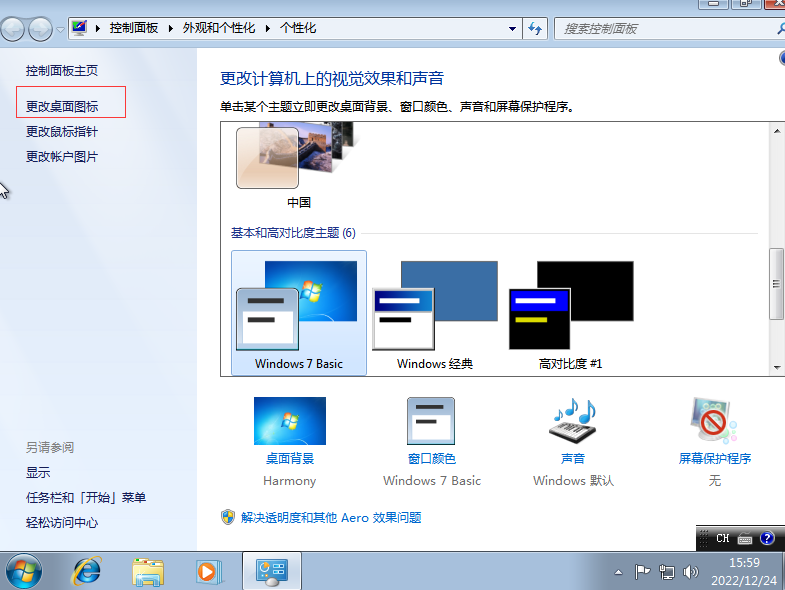 控制面板 外观和个性化 个性化 搜索控制面板
控制面板主页
更改桌面图标
更改鼠标指针
更改帐户图片
更改计算机上的视觉效果和声音
单击某个主题立即更改桌面背景、窗口颜色、声音和屏幕保护程序。
中国
基本和高对比度主题 (6)
Windows 7 Basic
Windows 经典
高对比度 #1
桌面背景
Harmony
窗口颜色
Windows 7 Basic
声音
Windows 默认
屏幕保护程序
无
解决透明度和其他 Aero 效果问题
另请参阅
显示
任务栏和「开始」菜单
轻松访问中心
CH
15:59
2022/12/24